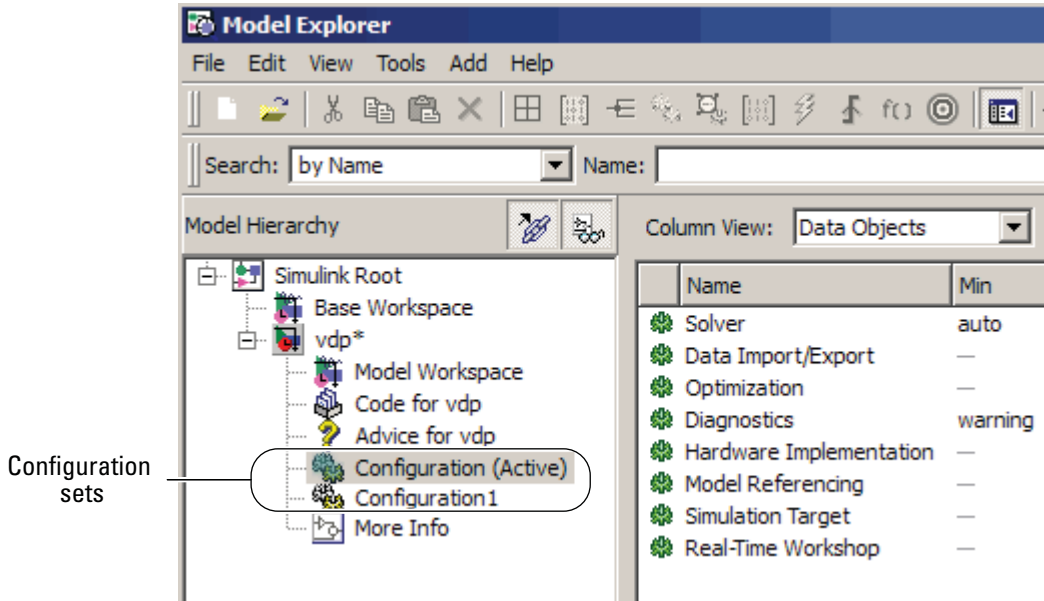 Model Explorer
File Edit View Tools Add Help
f()
Search: by Name Name:
Model Hierarchy
Column View: Data Objects
Simulink Root
Base Workspace
vdp*
Model Workspace
Code for vdp
Advice for vdp
Configuration (Active)
Configuration1
More Info
Configuration
sets
Name Min
Solver auto
Data Import/Export —
Optimization —
Diagnostics warning
Hardware Implementation —
Model Referencing —
Simulation Target —
Real-Time Workshop —